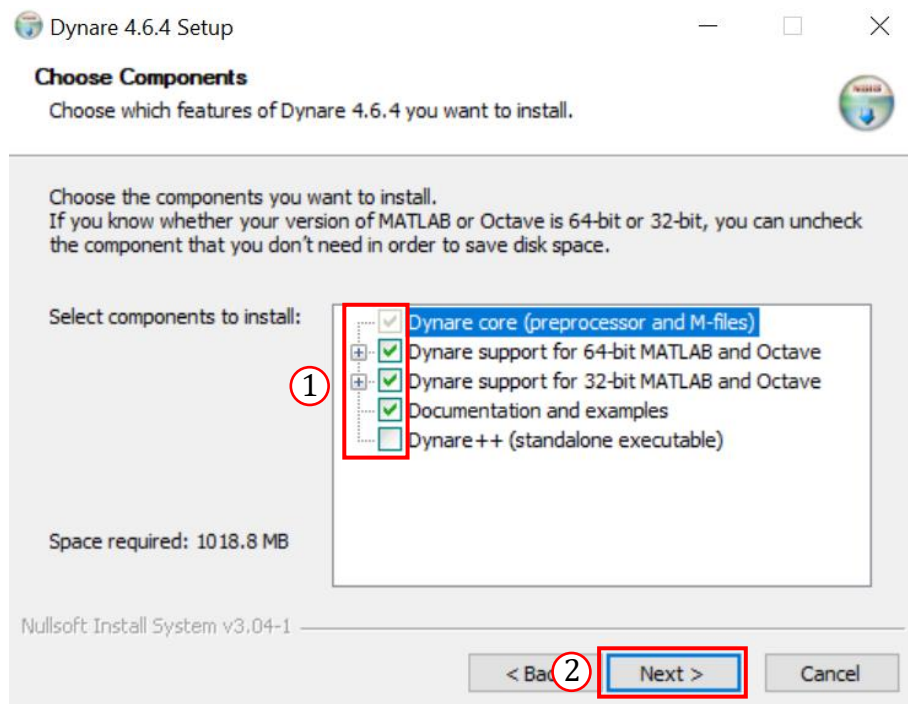 Dynare 4.6.4 Setup
Choose Components
Choose which features of Dynare 4.6.4 you want to install.
Choose the components you want to install.
If you know whether your version of MATLAB or Octave is 64-bit or 32-bit, you can uncheck
the component that you don't need in order to save disk space.
Select components to install:
Dynare core (preprocessor and M-files)
Dynare support for 64-bit MATLAB and Octave
Dynare support for 32-bit MATLAB and Octave
Documentation and examples
Dynare++ (standalone executable)
1
Space required: 1018.8 MB
Nullsoft Install System v3.04-1
< Bac
2
Next >
Cancel